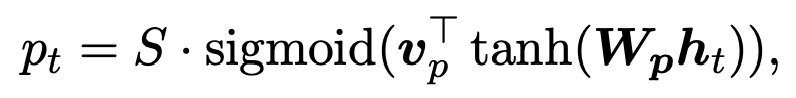 p_t = S · sigmoid(v_p^⊤ tanh(W_p h_t)),